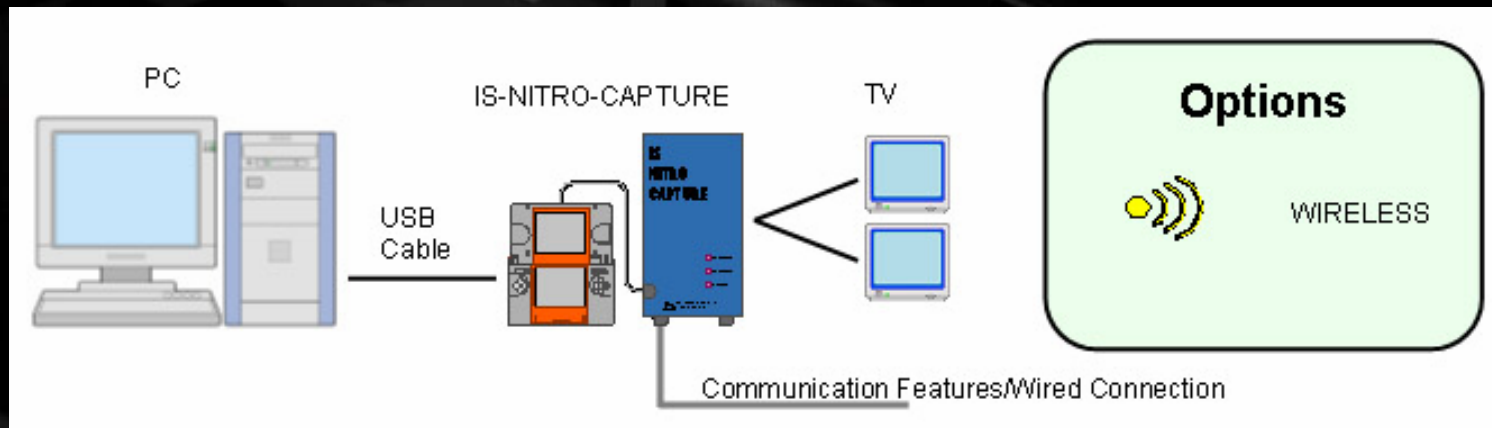 PC
IS-NITRO-CAPTURE
TV
Options
IS
NITRO
CAPTURE
USB
Cable
WIRELESS
Communication Features/Wired Connection